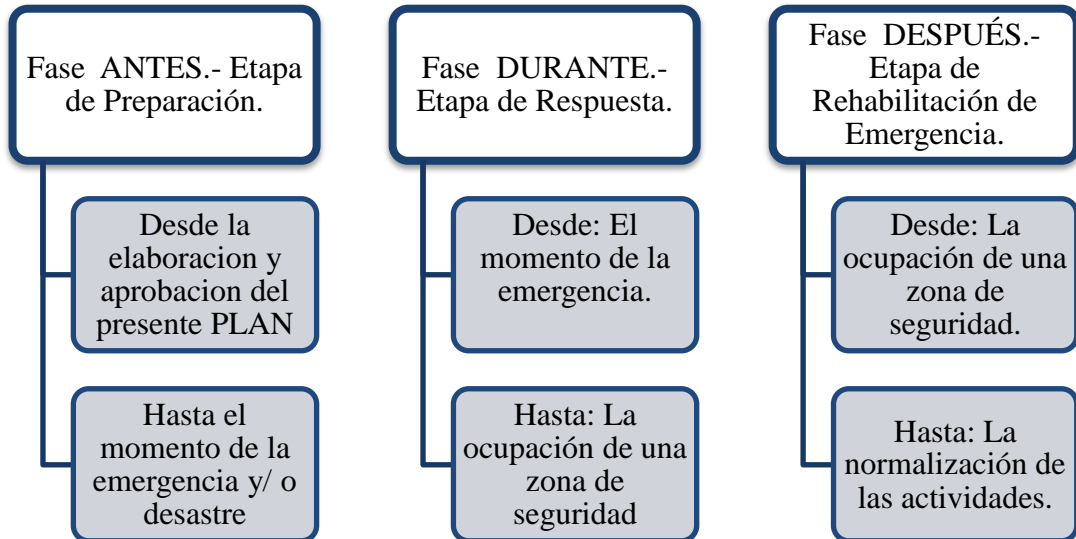 Fase ANTES.- Etapa
de Preparación.
Desde la
elaboracion y
aprobacion del
presente PLAN
Hasta el
momento de la
emergencia y/ o
desastre
Fase DURANTE.-
Etapa de Respuesta.
Desde: El
momento de la
emergencia.
Hasta: La
ocupación de una
zona de
seguridad
Fase DESPUÉS.-
Etapa de
Rehabilitación de
Emergencia.
Desde: La
ocupación de una
zona de
seguridad.
Hasta: La
normalización de
las actividades.